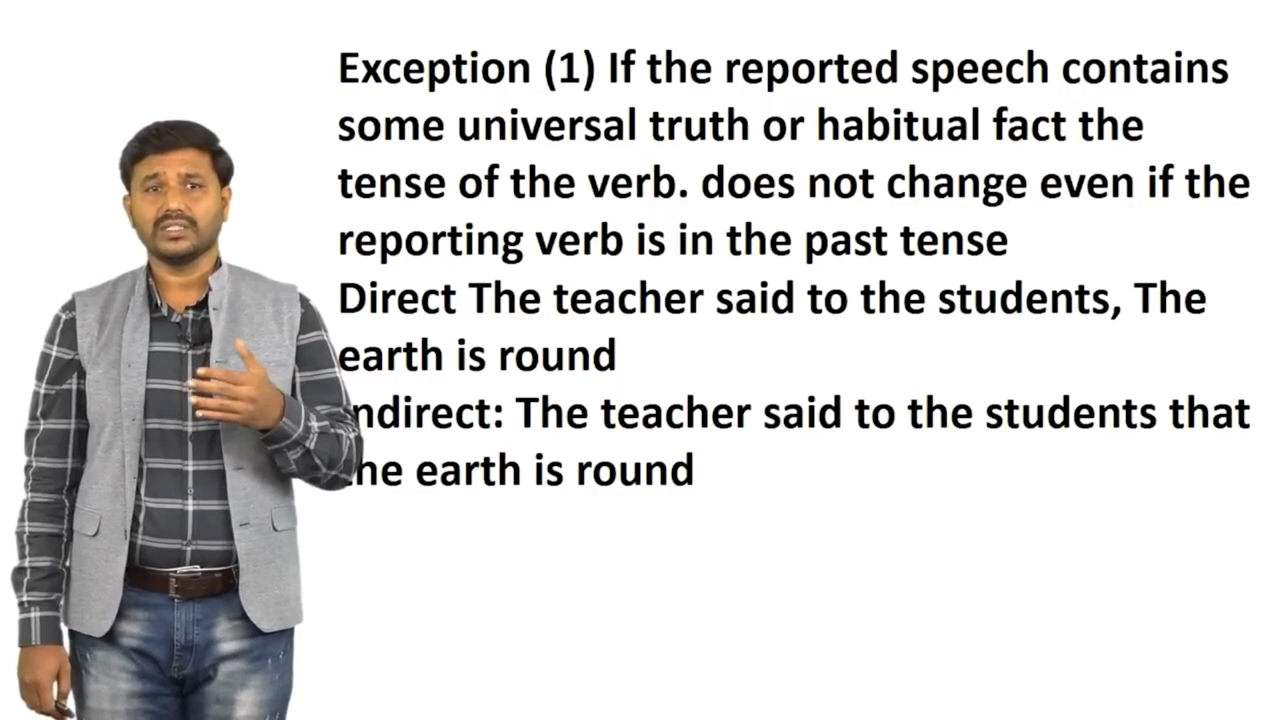 Exception (1) If the reported speech contains
some universal truth or habitual fact the
tense of the verb. does not change even if the
reporting verb is in the past tense
Direct The teacher said to the students, The
earth is round
Indirect: The teacher said to the students that
the earth is round